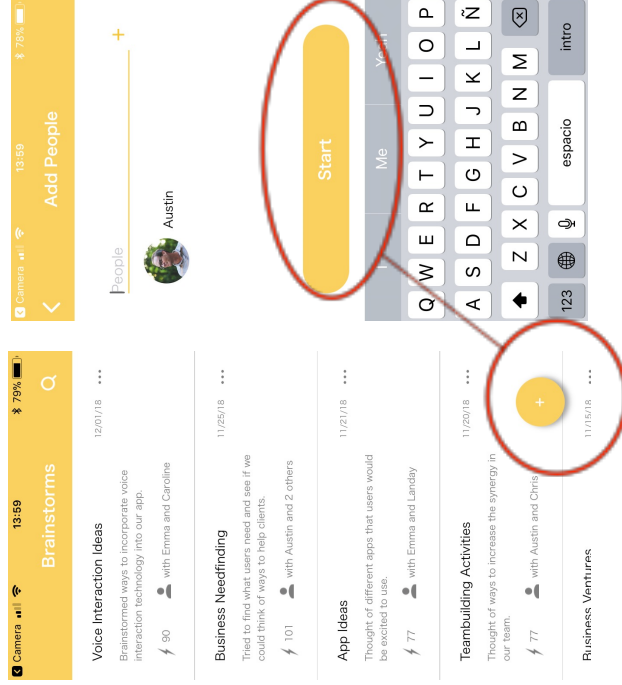 Camera 13:59 79%
Brainstorms
Voice Interaction Ideas 12/01/18
Brainstormed ways to incorporate voice
interaction technology into our app.
90 with Emma and Caroline
Business Needfinding 11/25/18
Tried to find what users need and see if we
could think of ways to help clients.
101 with Austin and 2 others
App Ideas 11/21/18
Thought of different apps that users would
be excited to use.
77 with Emma and Landay
Teambuilding Activities 11/20/18
Thought of ways to increase the synergy in
our team.
77 with Austin and Chris
+
Business Ventures 11/15/18
Camera 13:59 78%
Add People
People +
Austin
Start
I Me Yeah
Q W E R T Y U I O P
A S D F G H J K L Ñ
Z X C V B N M
123 espacio intro